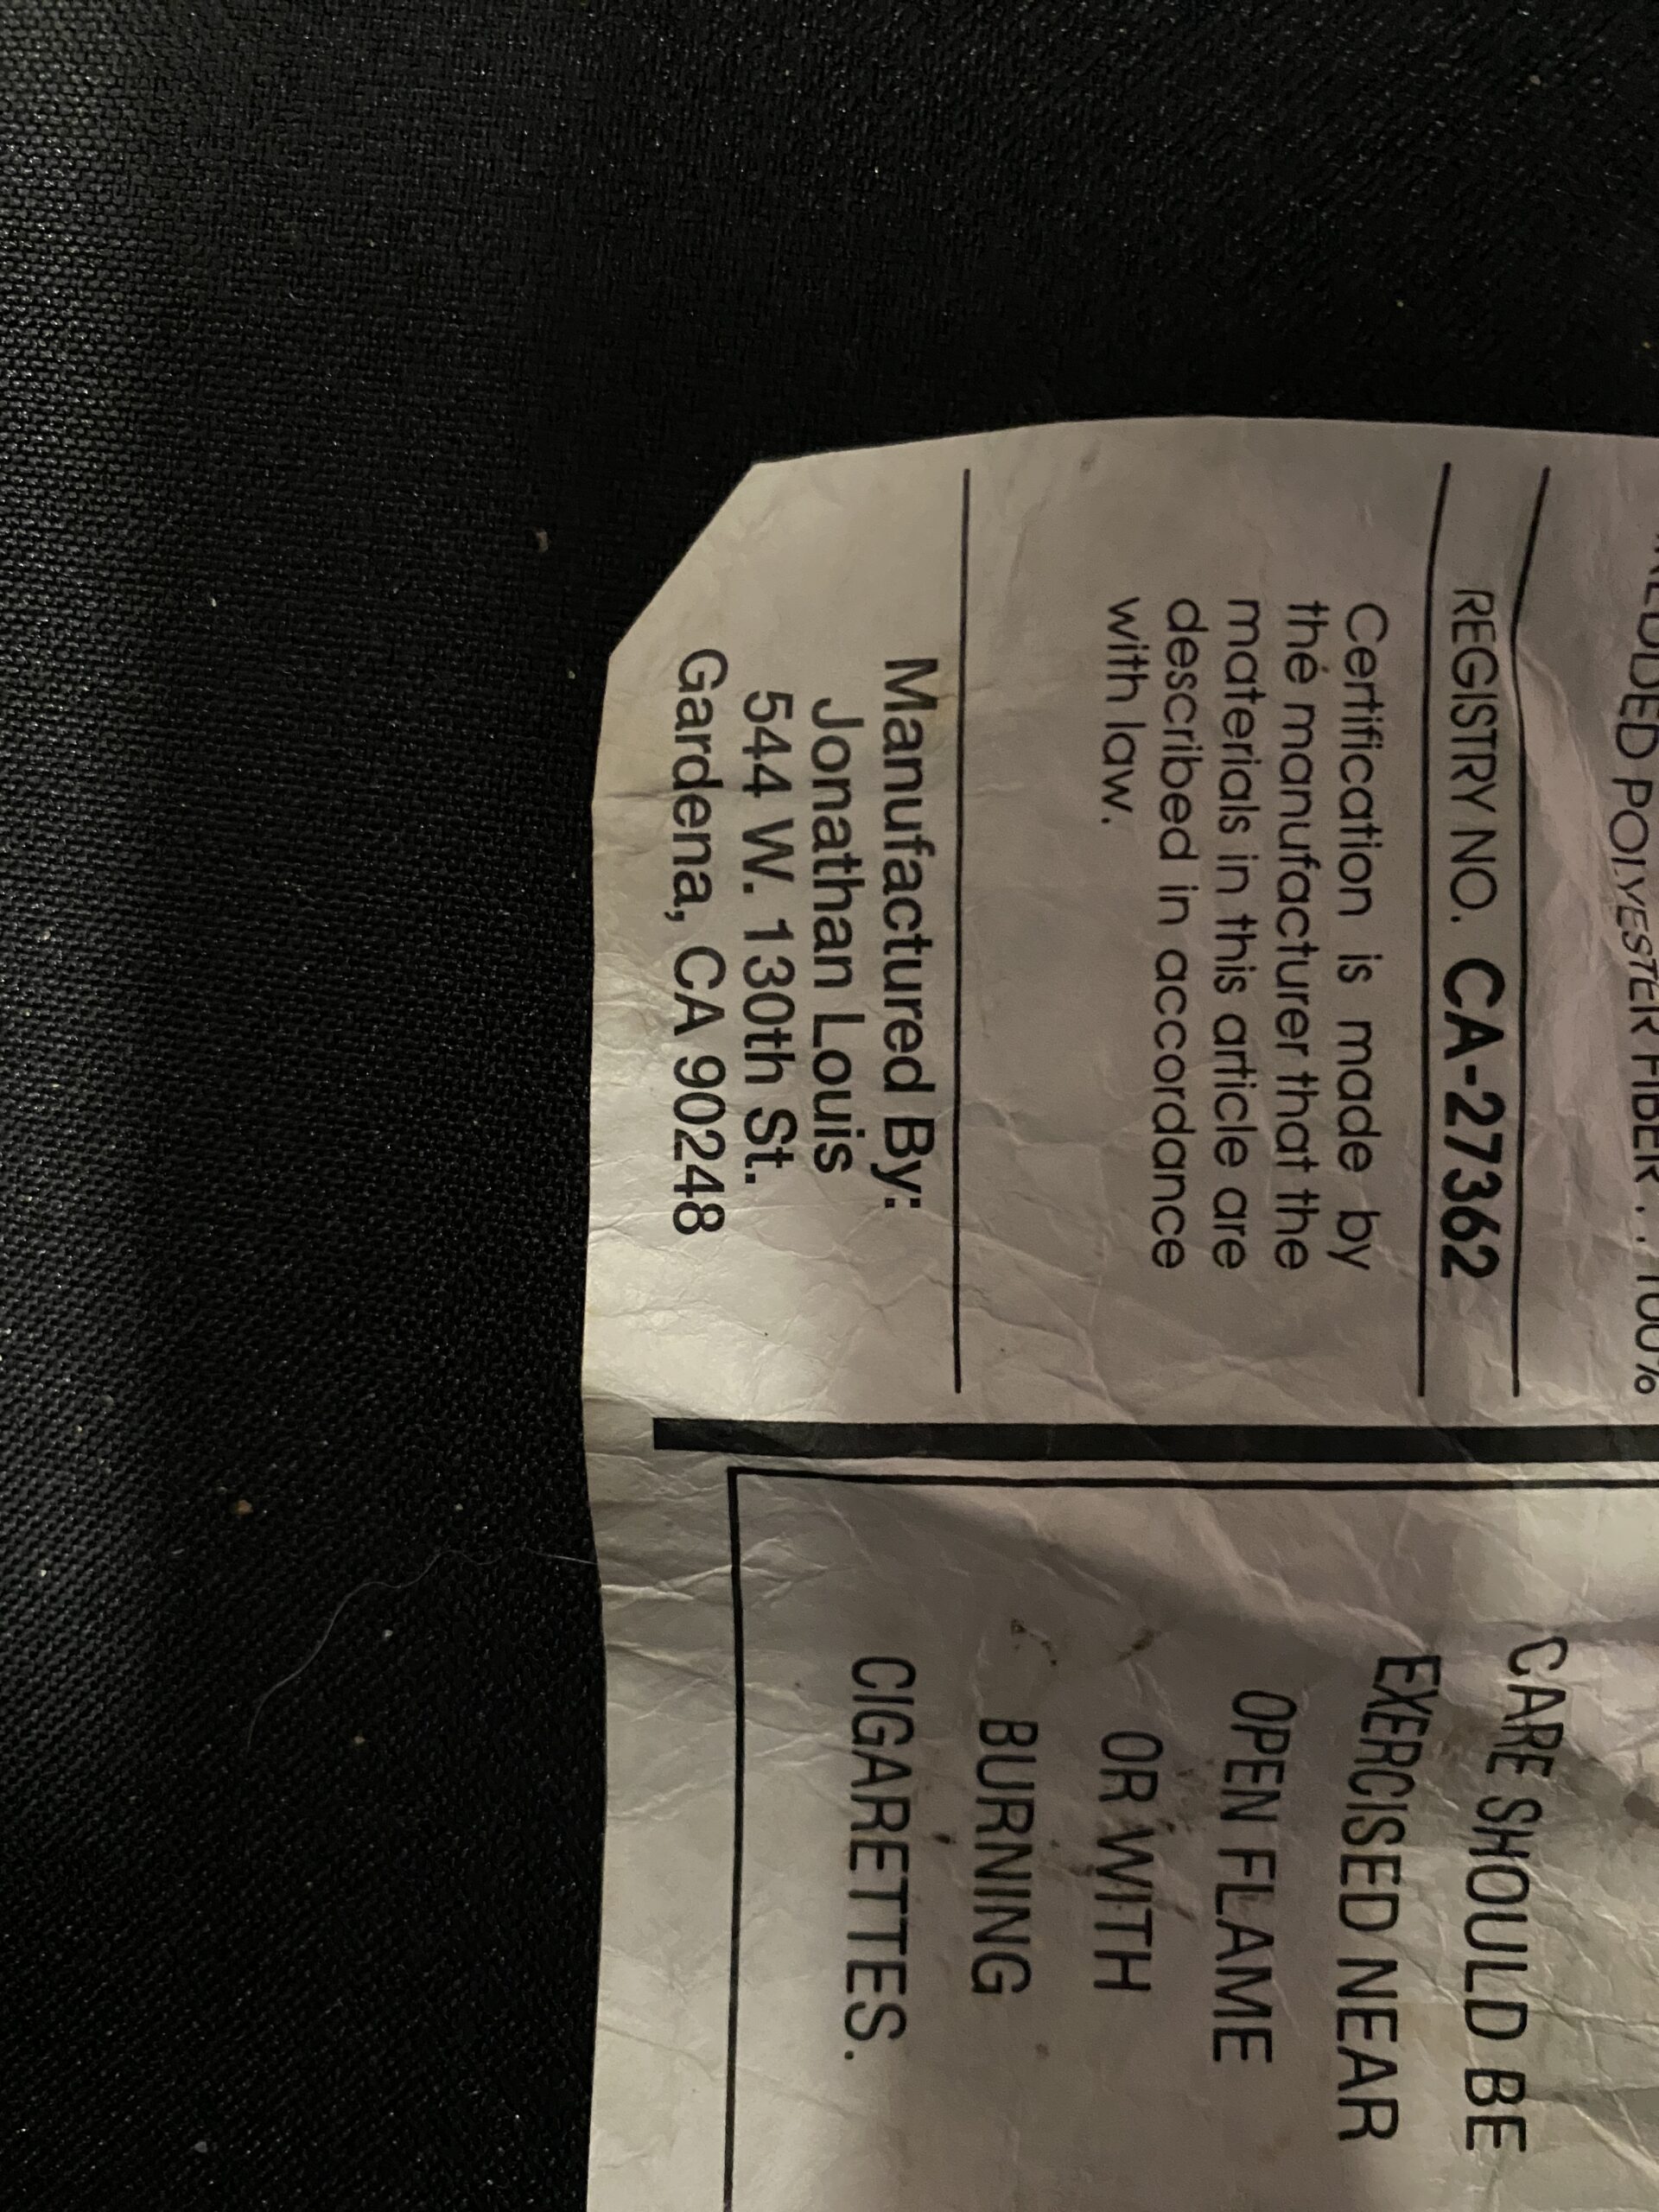 POLYESTER FIBER . . 100%
REGISTRY NO. CA-27362
Certification is made by
the manufacturer that the
materials in this article are
described in accordance
with law.
Manufactured By:
Jonathan Louis
544 W. 130th St.
Gardena, CA 90248
CARE SHOULD BE
EXERCISED NEAR
OPEN FLAME
OR WITH
BURNING
CIGARETTES.